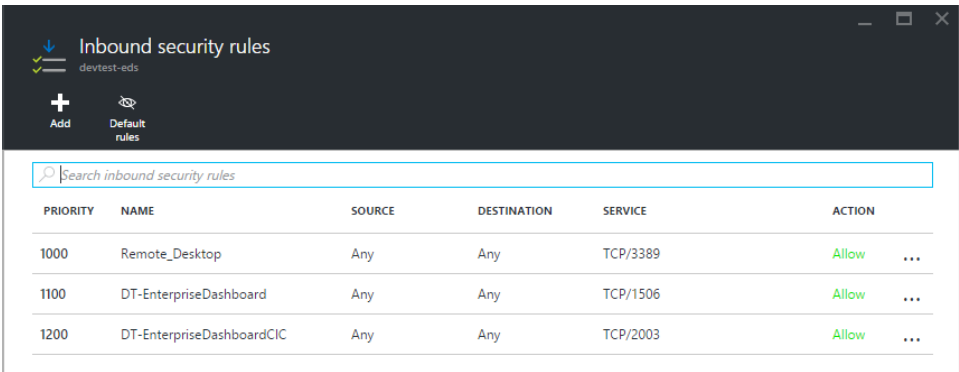 Inbound security rules
devtest-eds
Add
Default
rules
Search inbound security rules
PRIORITY NAME SOURCE DESTINATION SERVICE ACTION
1000 Remote_Desktop Any Any TCP/3389 Allow ...
1100 DT-EnterpriseDashboard Any Any TCP/1506 Allow ...
1200 DT-EnterpriseDashboardCIC Any Any TCP/2003 Allow ...